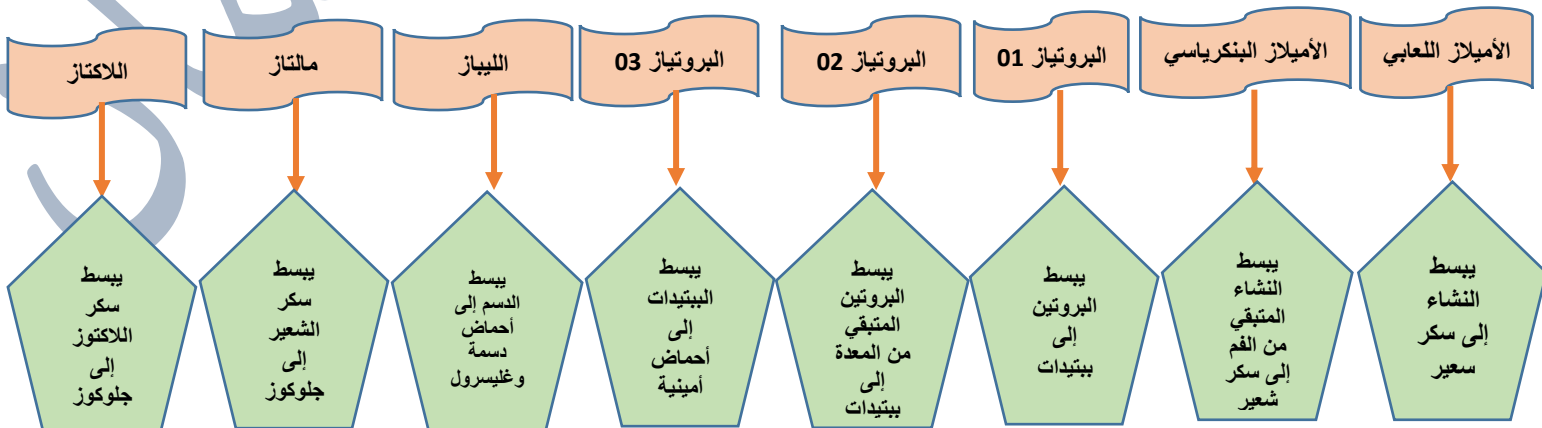 الأميلاز اللعابي
الأميلاز البنكرياسي
البروتياز 01
البروتياز 02
البروتياز 03
الليباز
مالتاز
اللاكتاز
يبسط
النشاء
إلى سكر
سعير
يبسط
النشاء
المتبقي
من الفم
إلى سكر
شعير
يبسط
البروتين
إلى
ببتيدات
يبسط
البروتين
المتبقي
من المعدة
إلى
ببتيدات
يبسط
الببتيدات
إلى
أحماض
أمينية
يبسط
الدسم إلى
أحماض
دسمة
وغليسرول
يبسط
سكر
الشعير
إلى
جلوكوز
يبسط
سكر
اللاكتوز
إلى
جلوكوز